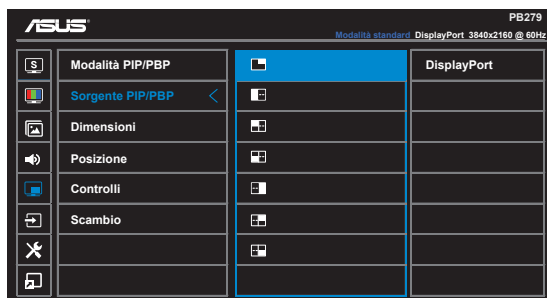 ASUS
PB279
Modalità standard DisplayPort 3840x2160 @ 60Hz
Modalità PIP/PBP
DisplayPort
Sorgente PIP/PBP
Dimensioni
Posizione
Controlli
Scambio